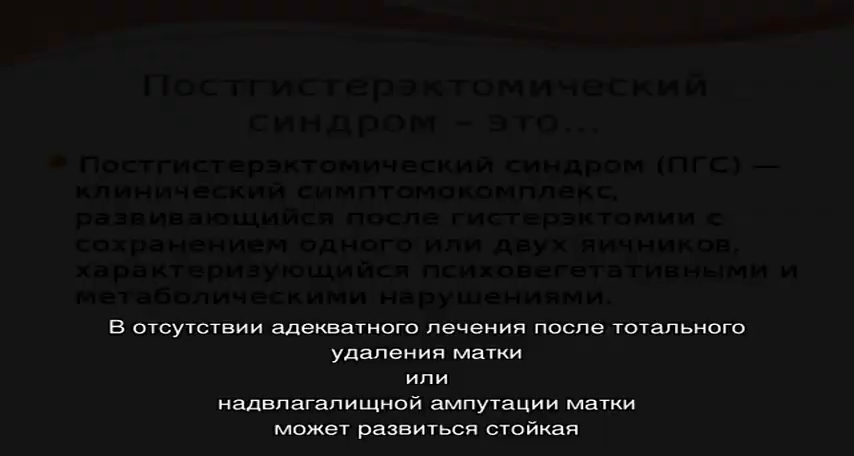 Постгистерэктомический
синдром – это...
Постгистерэктомический синдром (ПГС) —
клинический симптомокомплекс,
развивающийся после гистерэктомии с
сохранением одного или двух яичников,
характеризующийся психовегетативными и
метаболическими нарушениями.
В отсутствии адекватного лечения после тотального
удаления матки
или
надвлагалищной ампутации матки
может развиться стойкая